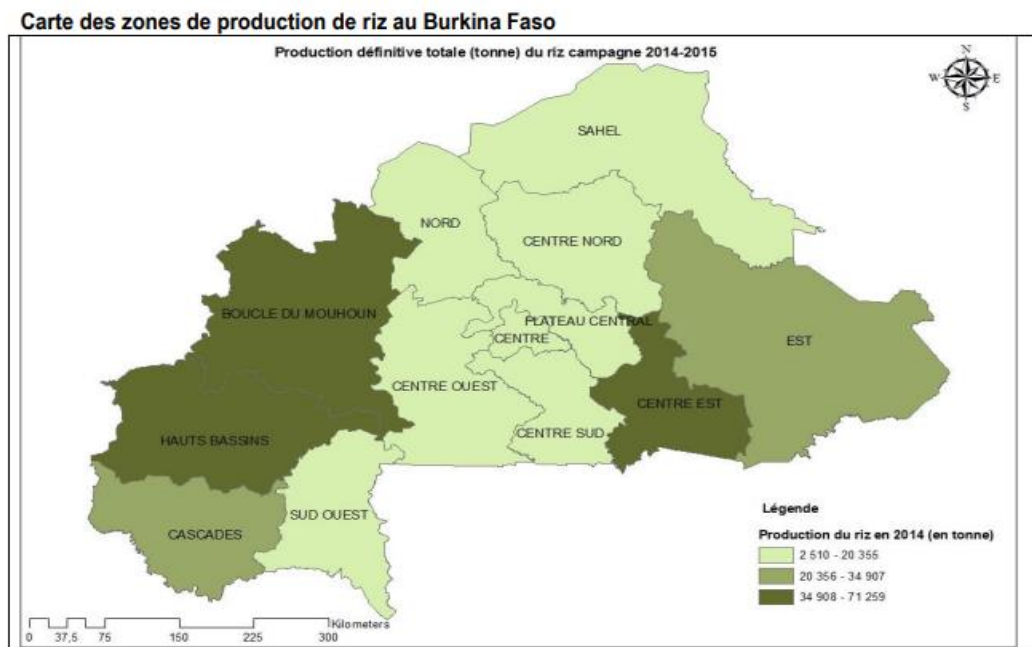 Carte des zones de production de riz au Burkina Faso
Production définitive totale (tonne) du riz campagne 2014-2015
N
W E
S
SAHEL
NORD
CENTRE NORD
BOUCLE DU MOUHOUN
PLATEAU CENTRAL
CENTRE
EST
CENTRE OUEST
CENTRE EST
CENTRE SUD
HAUTS BASSINS
SUD OUEST
CASCADES
Légende
Production du riz en 2014 (en tonne)
2 510 - 20 355
20 356 - 34 907
34 908 - 71 259
Kilometers
0 37,5 75 150 225 300